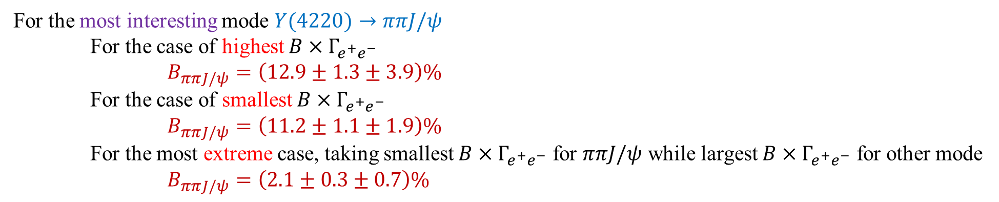 For the most interesting mode Y(4220) → ππJ/ψ
For the case of highest B × Γ_{e⁺e⁻}
B_{ππJ/ψ} = (12.9 ± 1.3 ± 3.9)%
For the case of smallest B × Γ_{e⁺e⁻}
B_{ππJ/ψ} = (11.2 ± 1.1 ± 1.9)%
For the most extreme case, taking smallest B × Γ_{e⁺e⁻} for ππJ/ψ while largest B × Γ_{e⁺e⁻} for other mode
B_{ππJ/ψ} = (2.1 ± 0.3 ± 0.7)%